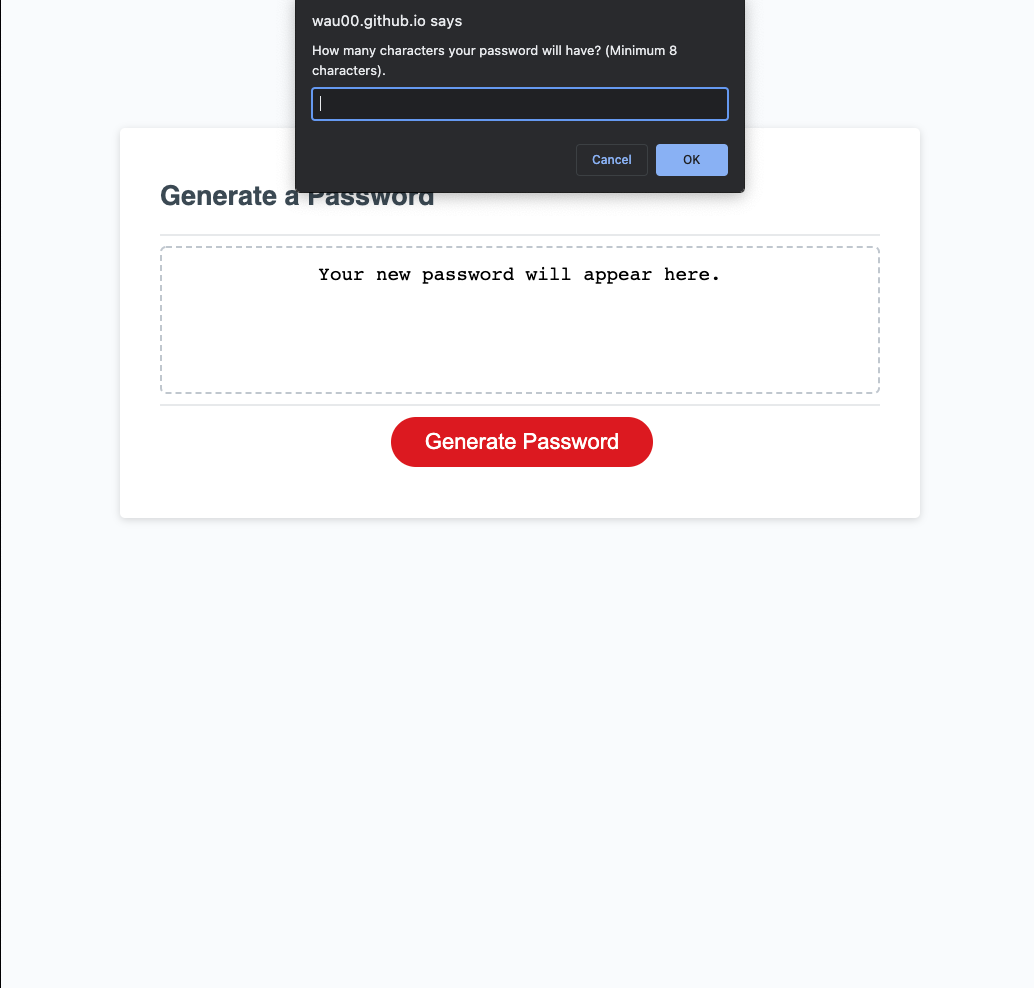 wau00.github.io says
How many characters your password will have? (Minimum 8
characters).
Cancel
OK
Generate a Password
Your new password will appear here.
Generate Password